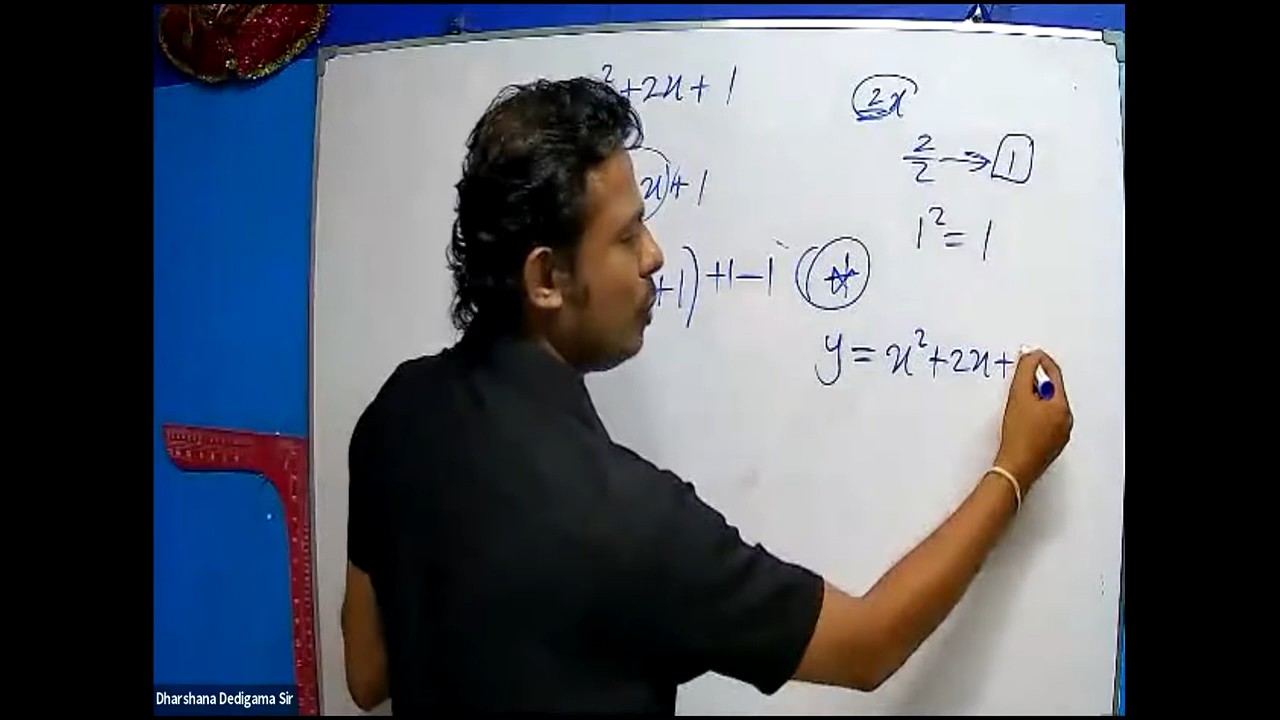 ² + 2x + 1
x) + 1
+ 1) + 1 – 1
2x
2/2 → 1
1² = 1
y = x² + 2x +
Dharshana Dedigama Sir